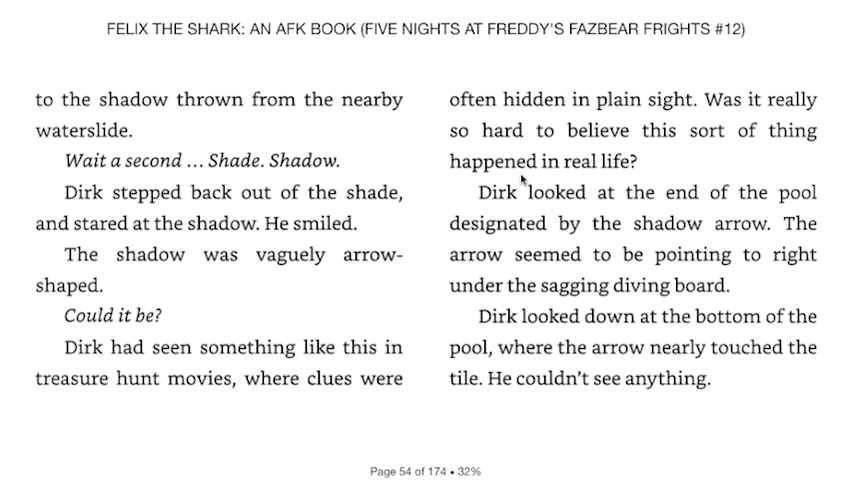 FELIX THE SHARK: AN AFK BOOK (FIVE NIGHTS AT FREDDY'S FAZBEAR FRIGHTS #12)
to the shadow thrown from the nearby
waterslide.
Wait a second … Shade. Shadow.
Dirk stepped back out of the shade,
and stared at the shadow. He smiled.
The shadow was vaguely arrow-
shaped.
Could it be?
Dirk had seen something like this in
treasure hunt movies, where clues were
often hidden in plain sight. Was it really
so hard to believe this sort of thing
happened in real life?
Dirk looked at the end of the pool
designated by the shadow arrow. The
arrow seemed to be pointing to right
under the sagging diving board.
Dirk looked down at the bottom of the
pool, where the arrow nearly touched the
tile. He couldn't see anything.
Page 54 of 174 • 32%